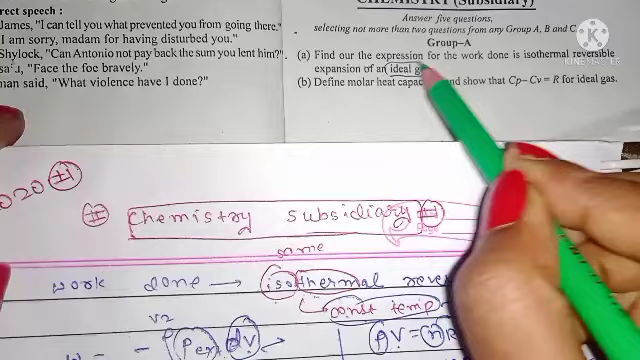 rect speech :
James, "I can tell you what prevented you from going there."
I am sorry, madam for having disturbed you."
Shylock, "Can Antonio not pay back the sum you lent him?"
"Face the foe bravely."
man said, "What violence have I done?"
CHEMISTRY (Subsidiary)
Answer five questions,
selecting not more than two questions from any Group A, B and C
Group–A
(a) Find our the expression for the work done is isothermal reversible
expansion of an ideal
(b) Define molar heat capac nd show that Cp – Cv = R for ideal gas.
KINEMASTER
2020
Chemistry Subsidiary
same
work done → isothermal rever
const temp
V2
W = - Pext dv → PV = n R